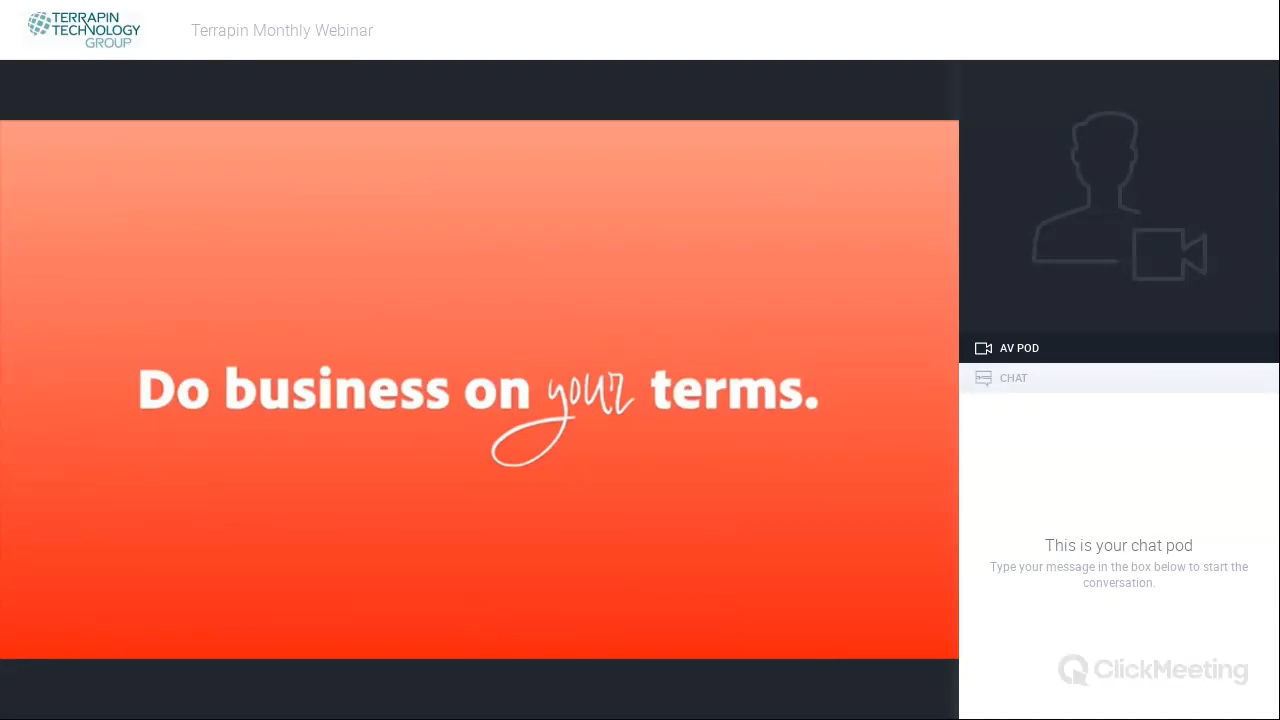 TERRAPIN
TECHNOLOGY
GROUP
Terrapin Monthly Webinar
Do business on your terms.
AV POD
CHAT
This is your chat pod
Type your message in the box below to start the
conversation.
ClickMeeting